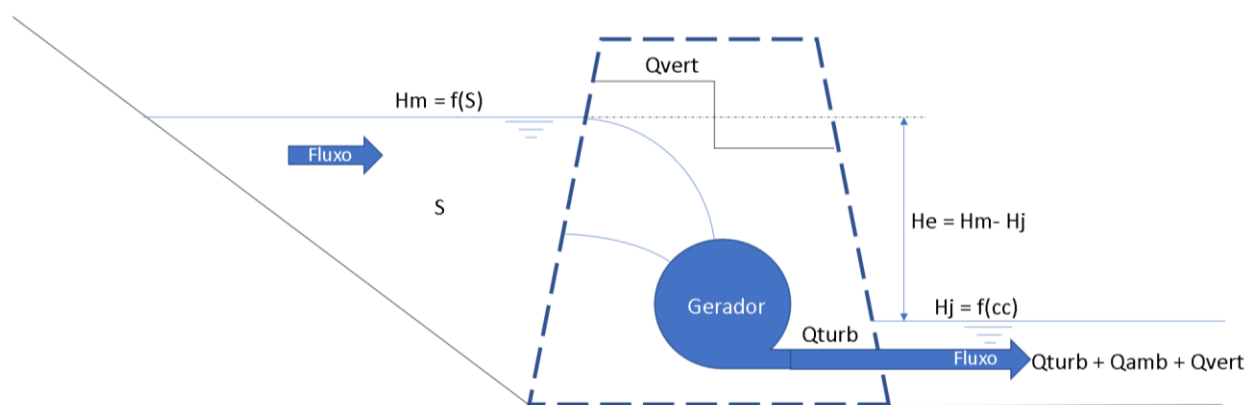 Qvert
Hm = f(S)
Fluxo
S
He = Hm- Hj
Gerador
Hj = f(cc)
Qturb
Fluxo
Qturb + Qamb + Qvert